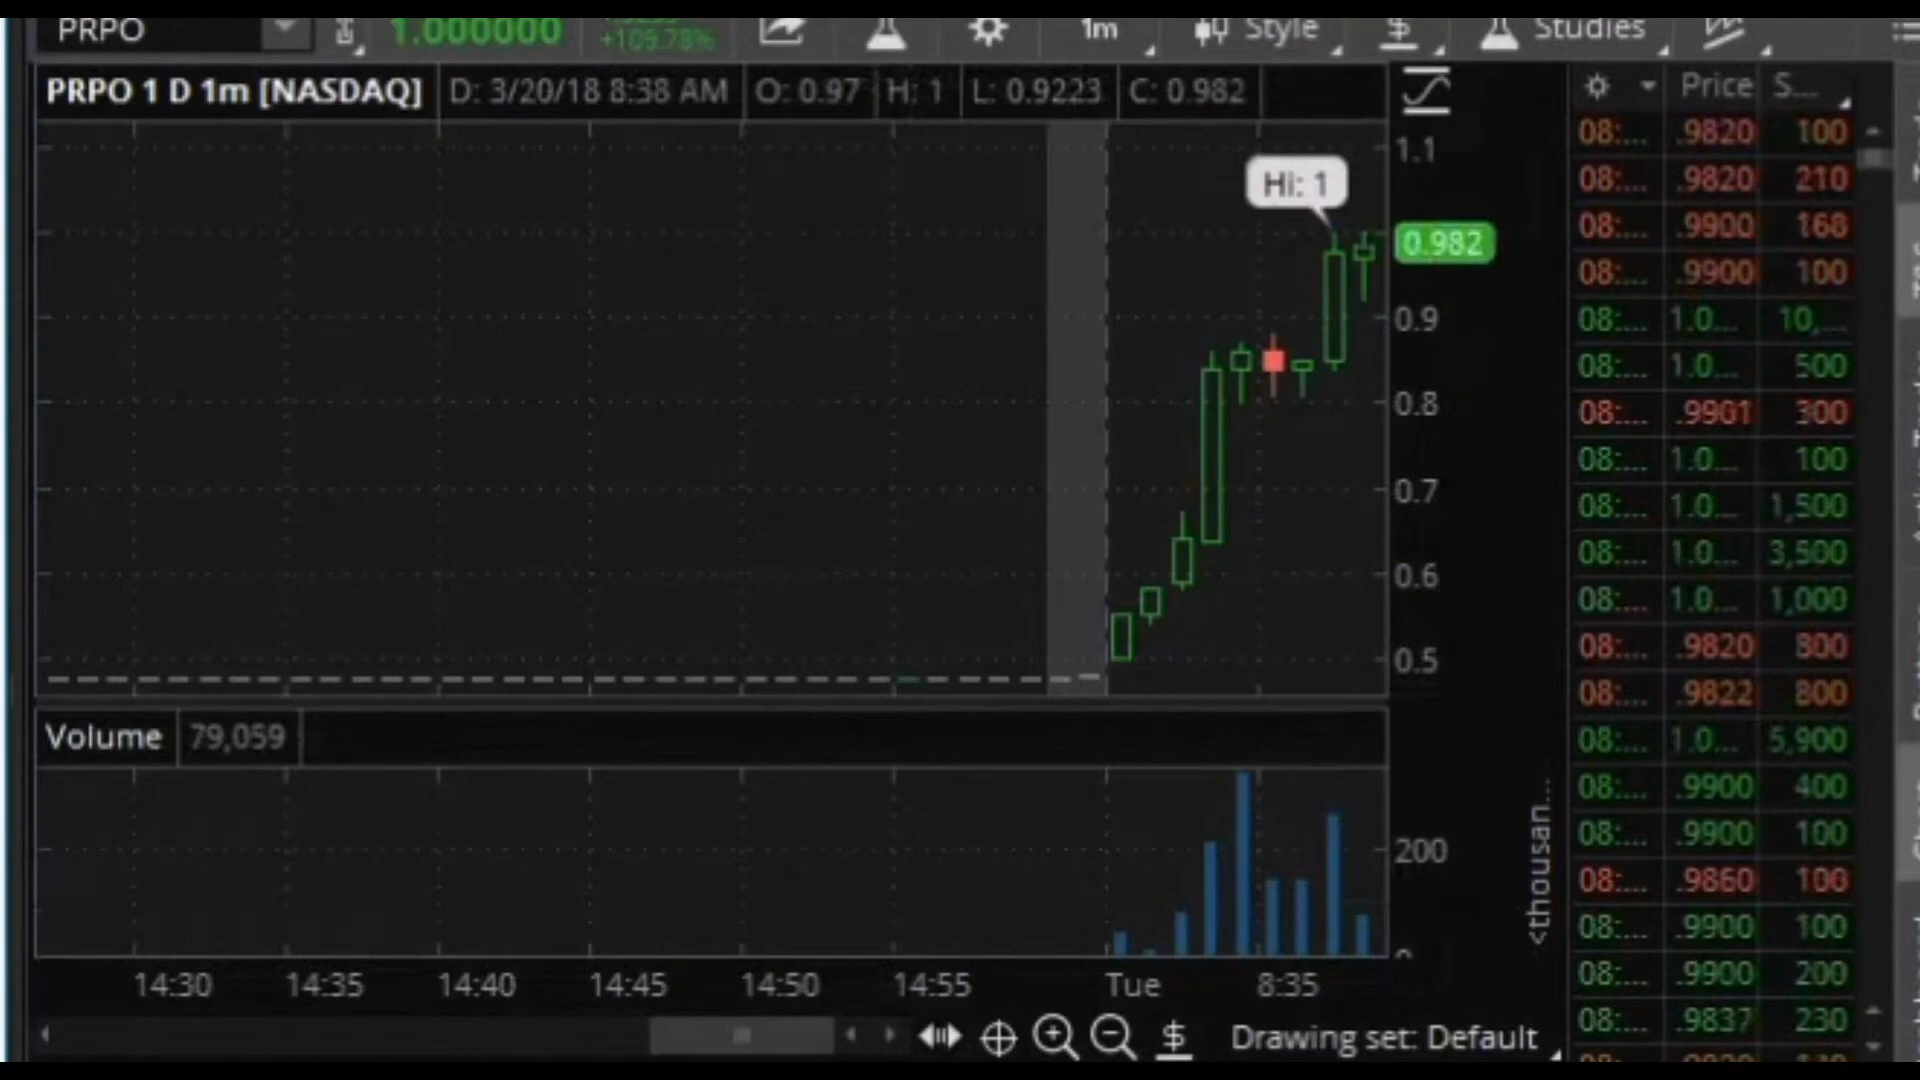 PRPO 1.000000 +109.78% 1m Style $ Studies
PRPO 1 D 1m [NASDAQ] D: 3/20/18 8:38 AM O: 0.97 H: 1 L: 0.9223 C: 0.982
Price S...
Hi: 1
1.1
0.982
0.9
0.8
0.7
0.6
0.5
08:... .9820 100
08:... .9820 210
08:... .9900 168
08:... .9900 100
08:... 1.0... 10,...
08:... 1.0... 500
08:... .9901 300
08:... 1.0... 100
08:... 1.0... 1,500
08:... 1.0... 3,500
08:... 1.0... 1,000
08:... .9820 800
08:... .9822 800
08:... 1.0... 5,900
08:... .9900 400
08:... .9900 100
08:... .9860 100
08:... .9900 100
08:... .9900 200
08:... .9837 230
Volume 79,059
200
<thousan...
14:30 14:35 14:40 14:45 14:50 14:55 Tue 8:35
$ Drawing set: Default